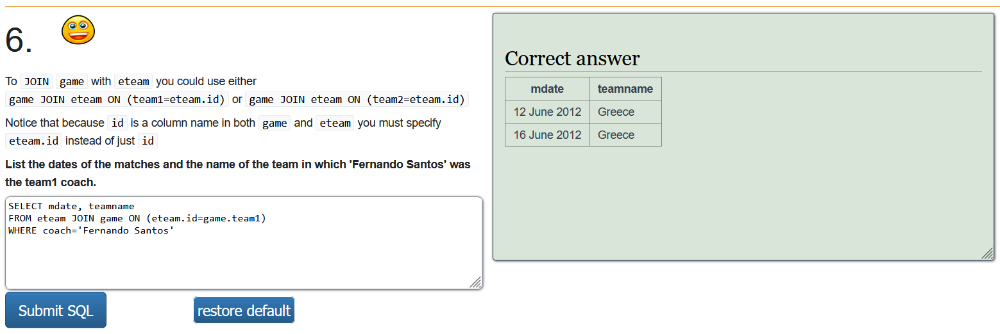 6.
To JOIN game with eteam you could use either
game JOIN eteam ON (team1=eteam.id) or game JOIN eteam ON (team2=eteam.id)
Notice that because id is a column name in both game and eteam you must specify
eteam.id instead of just id
List the dates of the matches and the name of the team in which 'Fernando Santos' was
the team1 coach.
SELECT mdate, teamname
FROM eteam JOIN game ON (eteam.id=game.team1)
WHERE coach='Fernando Santos'
Submit SQL restore default
Correct answer
mdate teamname
12 June 2012 Greece
16 June 2012 Greece